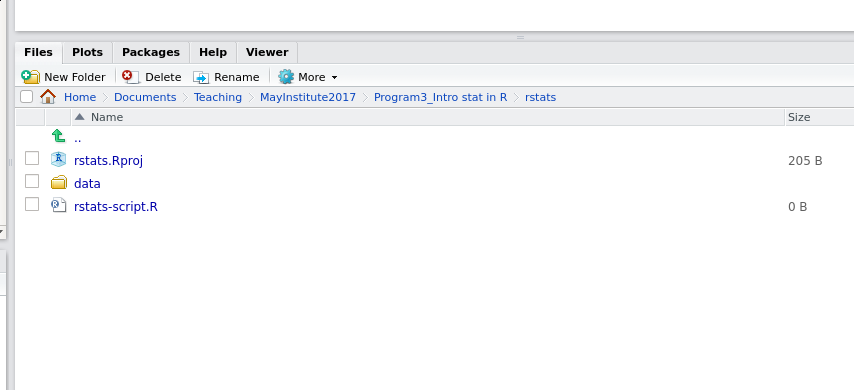 Files Plots Packages Help Viewer
New Folder Delete Rename More
Home Documents Teaching MayInstitute2017 Program3_Intro stat in R rstats
Name Size
..
rstats.Rproj 205 B
data
rstats-script.R 0 B